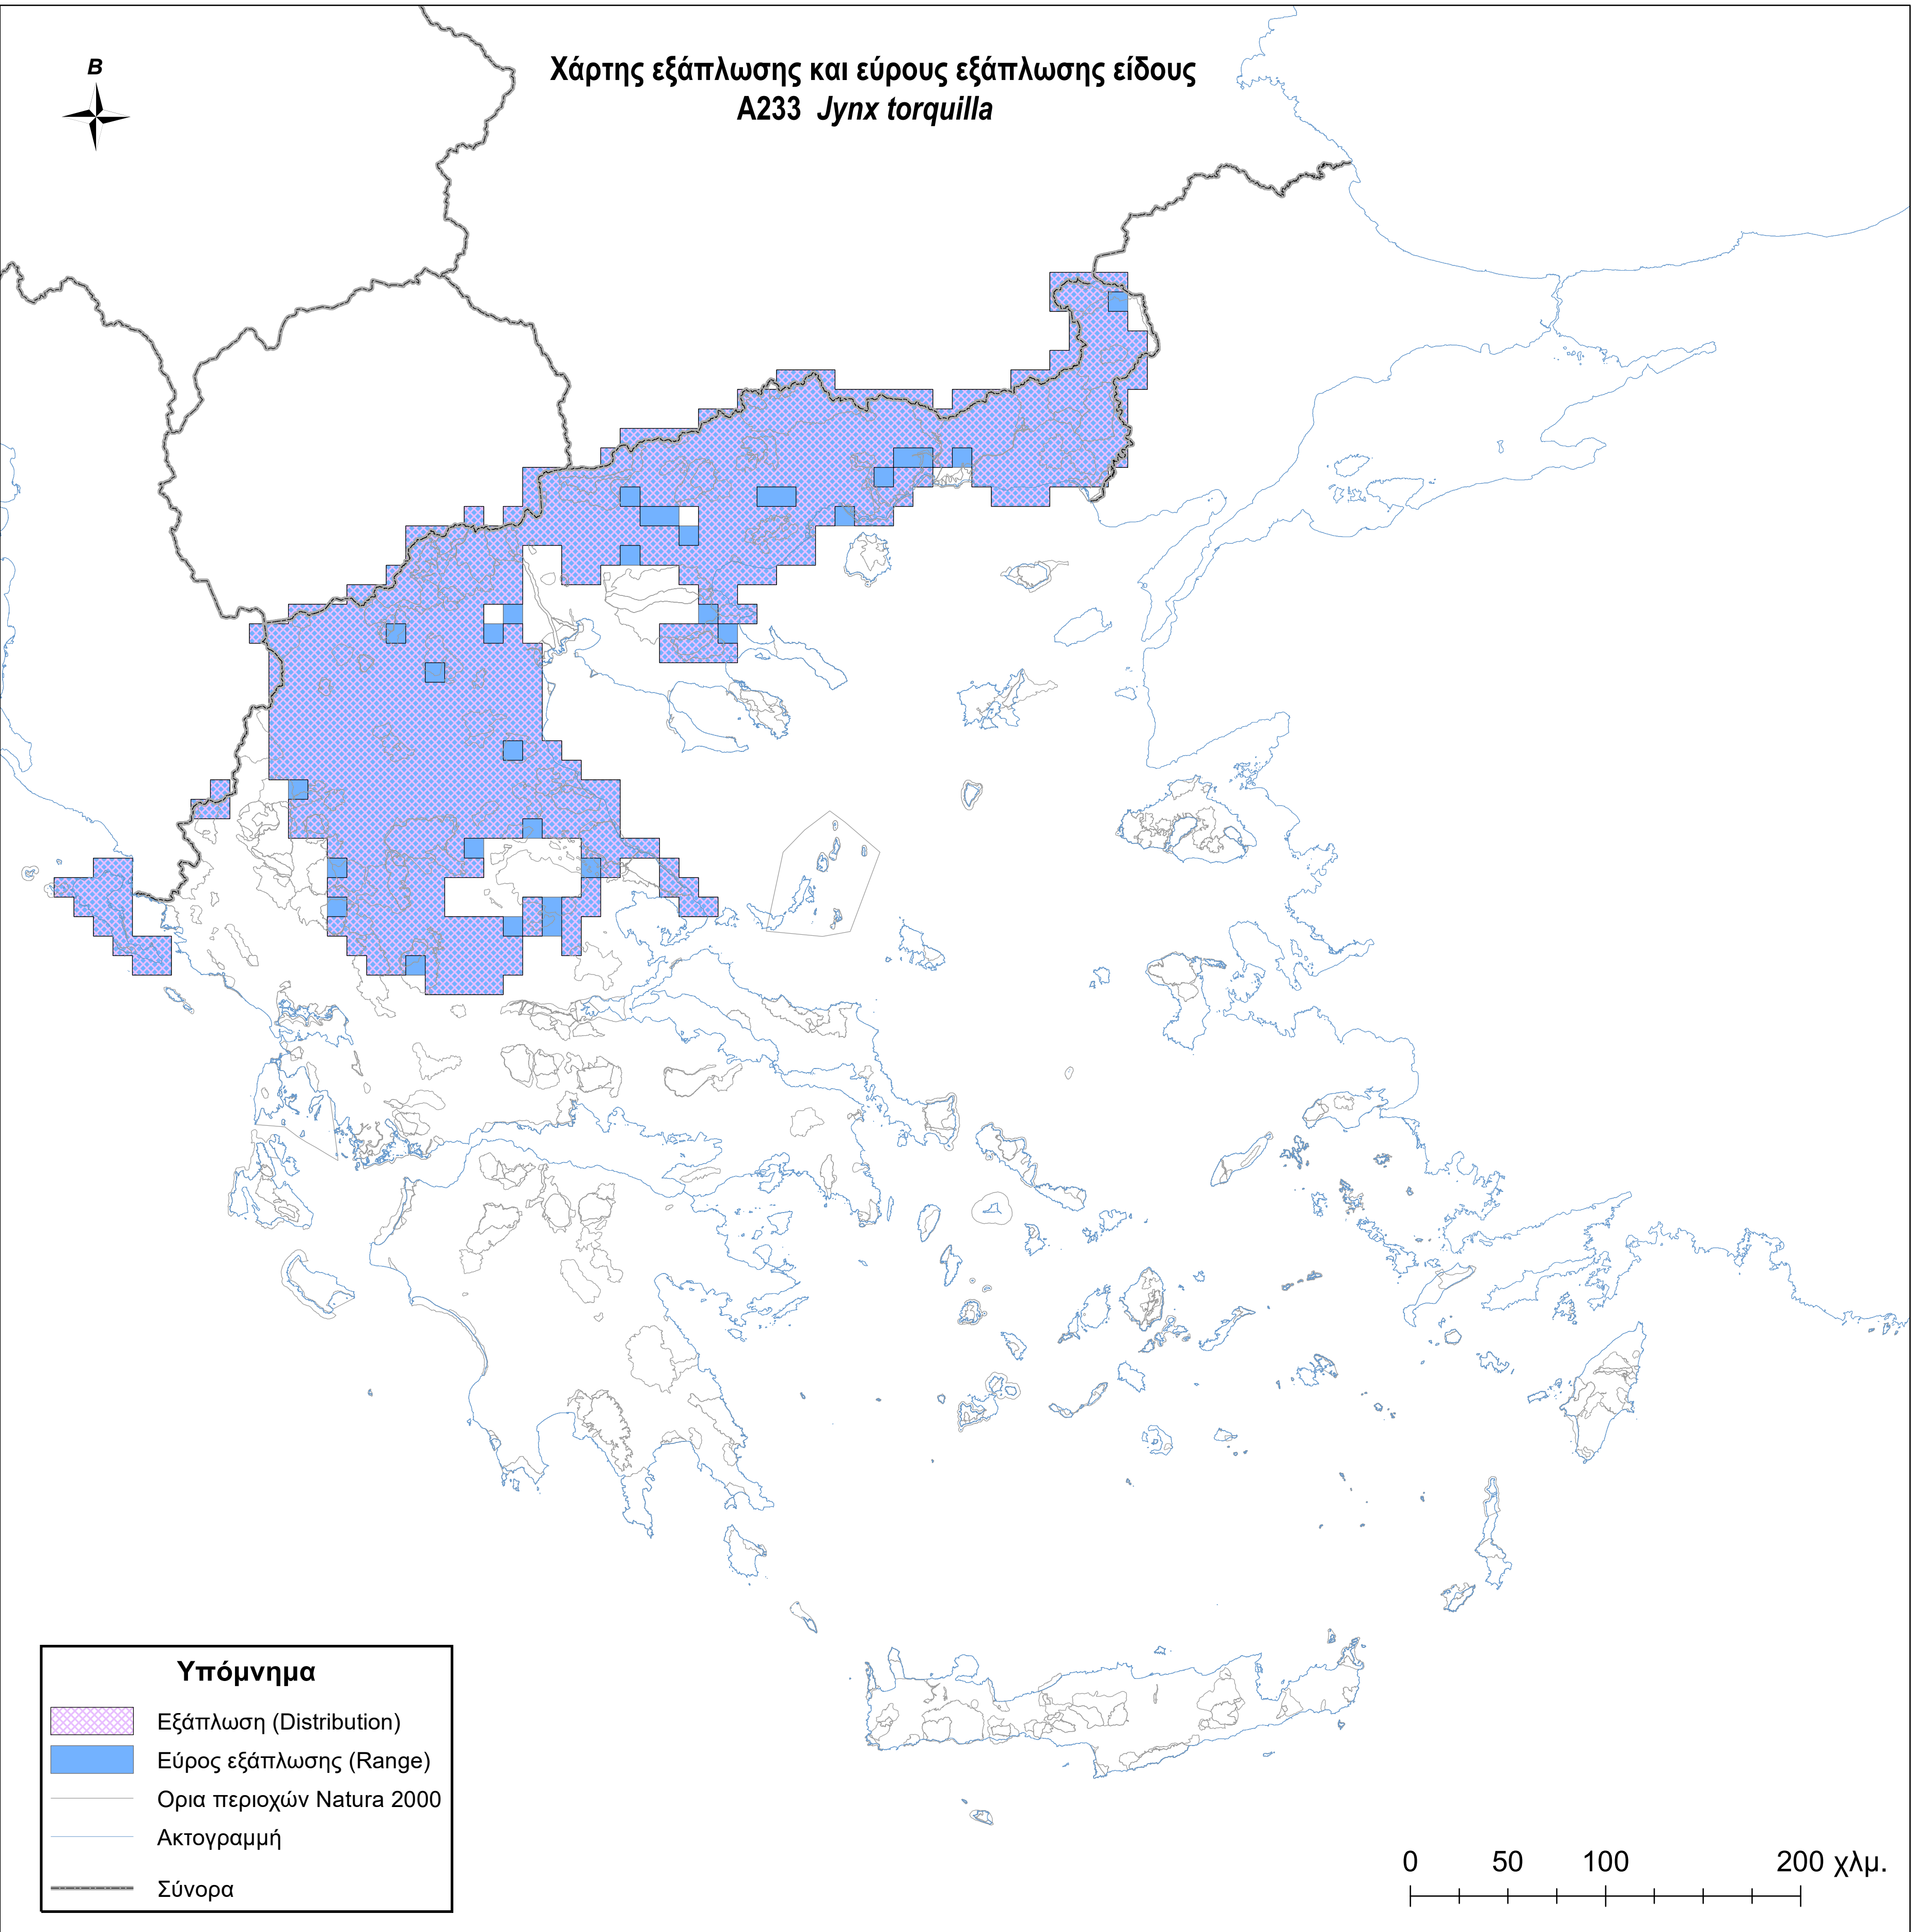 B
Χάρτης εξάπλωσης και εύρους εξάπλωσης είδους
A233 Jynx torquilla
Υπόμνημα
Εξάπλωση (Distribution)
Εύρος εξάπλωσης (Range)
Ορια περιοχών Natura 2000
Ακτογραμμή
Σύνορα
0 50 100 200 χλμ.